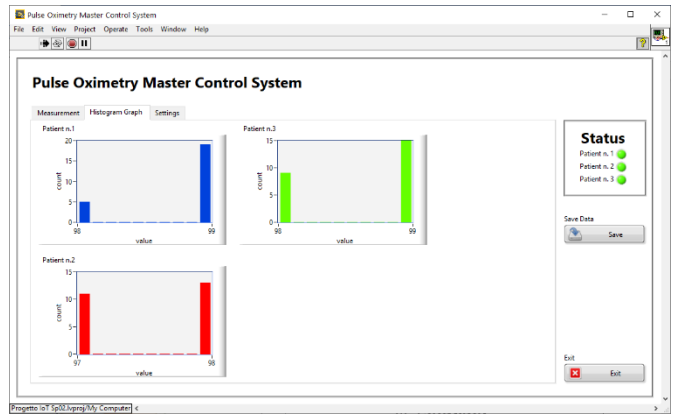 Pulse Oximetry Master Control System
File Edit View Project Operate Tools Window Help
Pulse Oximetry Master Control System
Measurement Histogram Graph Settings
Patient n.1
20
15
10
5
0
count
98 99
value
Patient n.3
15
10
5
0
count
98 99
value
Patient n.2
15
10
5
0
count
97 98
value
Status
Patient n. 1
Patient n. 2
Patient n. 3
Save Data
Save
Exit
Exit
Progetto IoT Sp02.lvproj/My Computer